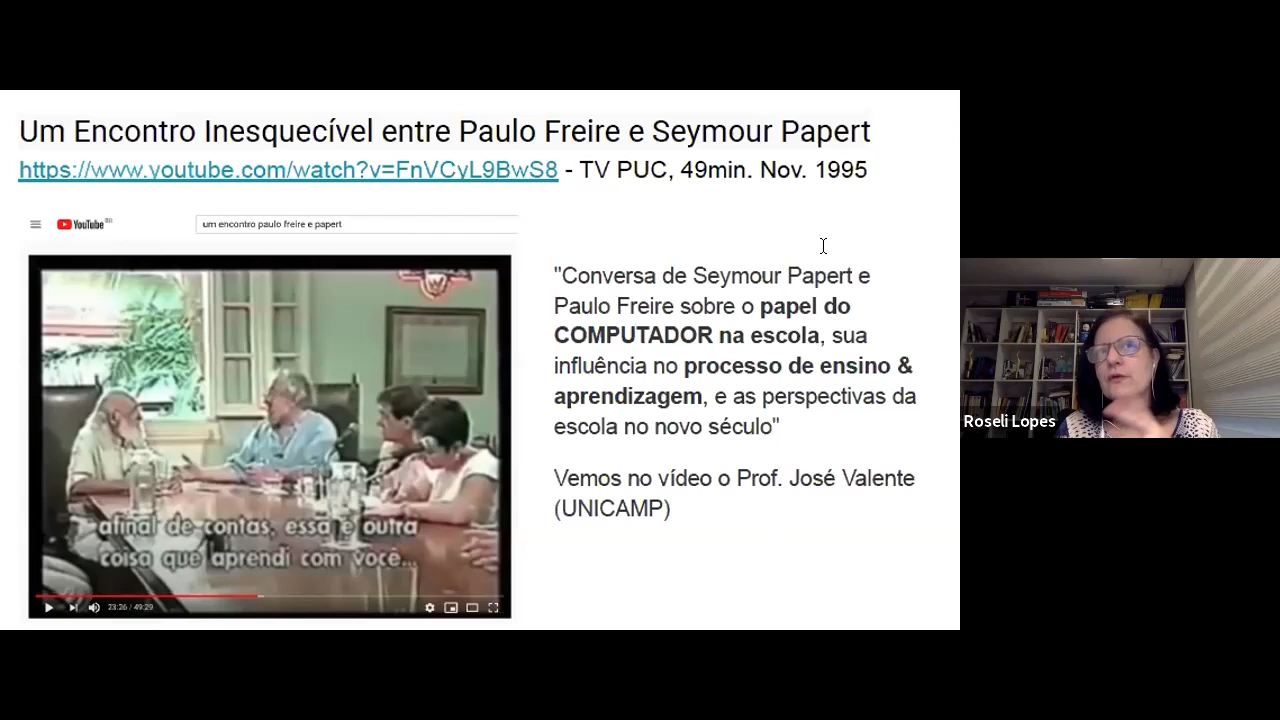 Um Encontro Inesquecível entre Paulo Freire e Seymour Papert
https://www.youtube.com/watch?v=FnVCyL9BwS8 - TV PUC, 49min. Nov. 1995
YouTube BR
um encontro paulo freire e papert
"Conversa de Seymour Papert e
Paulo Freire sobre o papel do
COMPUTADOR na escola, sua
influência no processo de ensino &
aprendizagem, e as perspectivas da
escola no novo século"
Vemos no vídeo o Prof. José Valente
(UNICAMP)
afinal de contas, essa é outra
coisa que aprendi com você...
23:26 / 49:29
Roseli Lopes